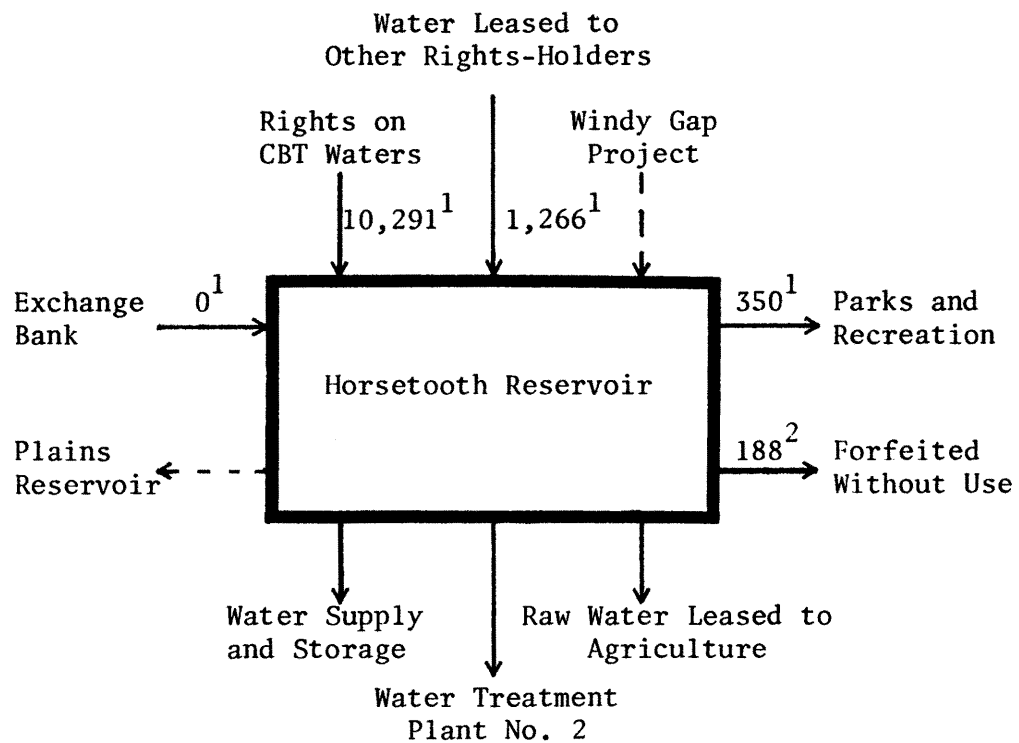 Water Leased to
Other Rights-Holders
Rights on
CBT Waters
Windy Gap
Project
10,291¹
1,266¹
Exchange
Bank
0¹
350¹
Parks and
Recreation
Horsetooth Reservoir
Plains
Reservoir
188²
Forfeited
Without Use
Water Supply
and Storage
Raw Water Leased to
Agriculture
Water Treatment
Plant No. 2